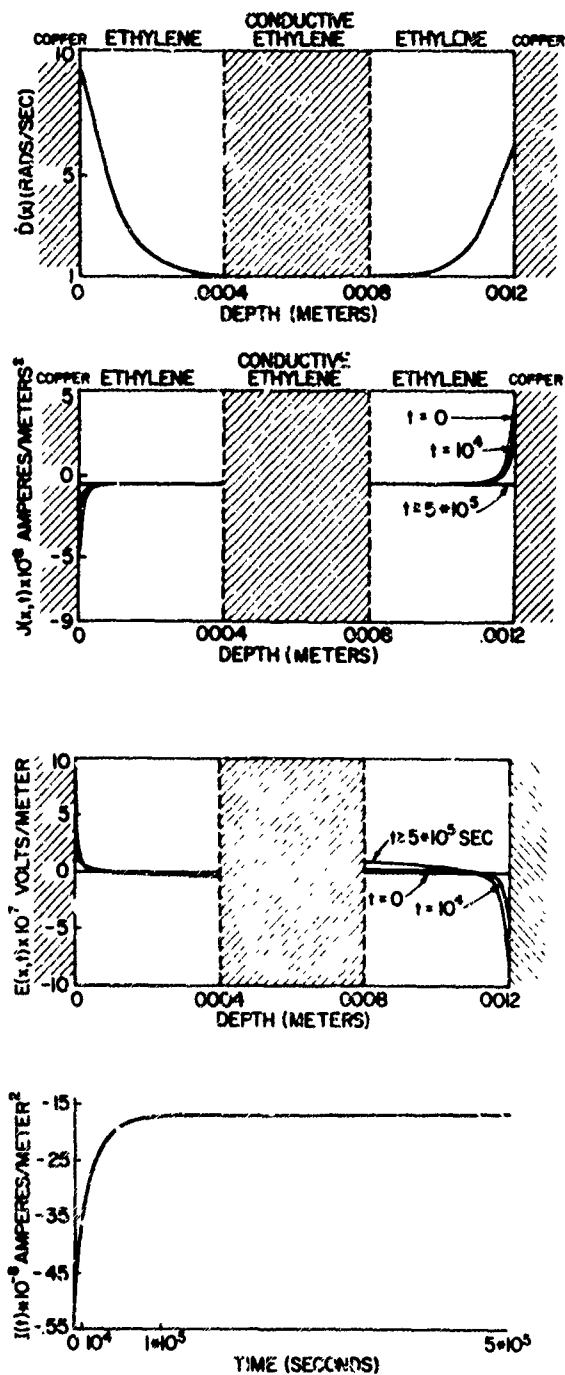 CONDUCTIVE
COPPER ETHYLENE ETHYLENE ETHYLENE COPPER
10
5
1
Ḋ(x)(RADS/SEC)
0 .0004 .0008 .0012
DEPTH (METERS)
CONDUCTIVE
COPPER ETHYLENE ETHYLENE ETHYLENE COPPER
5
0
-5
-9
J(x,t)x10⁻⁸ AMPERES/METERS²
t=0
t=10⁴
t≥5*10⁵
0 .0004 .0008 .0012
DEPTH (METERS)
10
5
0
-5
-10
E(x,t)x10⁷ VOLTS/METER
t≥5*10⁵ SEC
t=0
t=10⁴
0 .0004 .0008 .0012
DEPTH (METERS)
-.15
-.25
-.35
-.45
-.55
I(t)*10⁻⁸ AMPERES/METER²
0 10⁴ 1*10⁵ 5*10⁵
TIME (SECONDS)